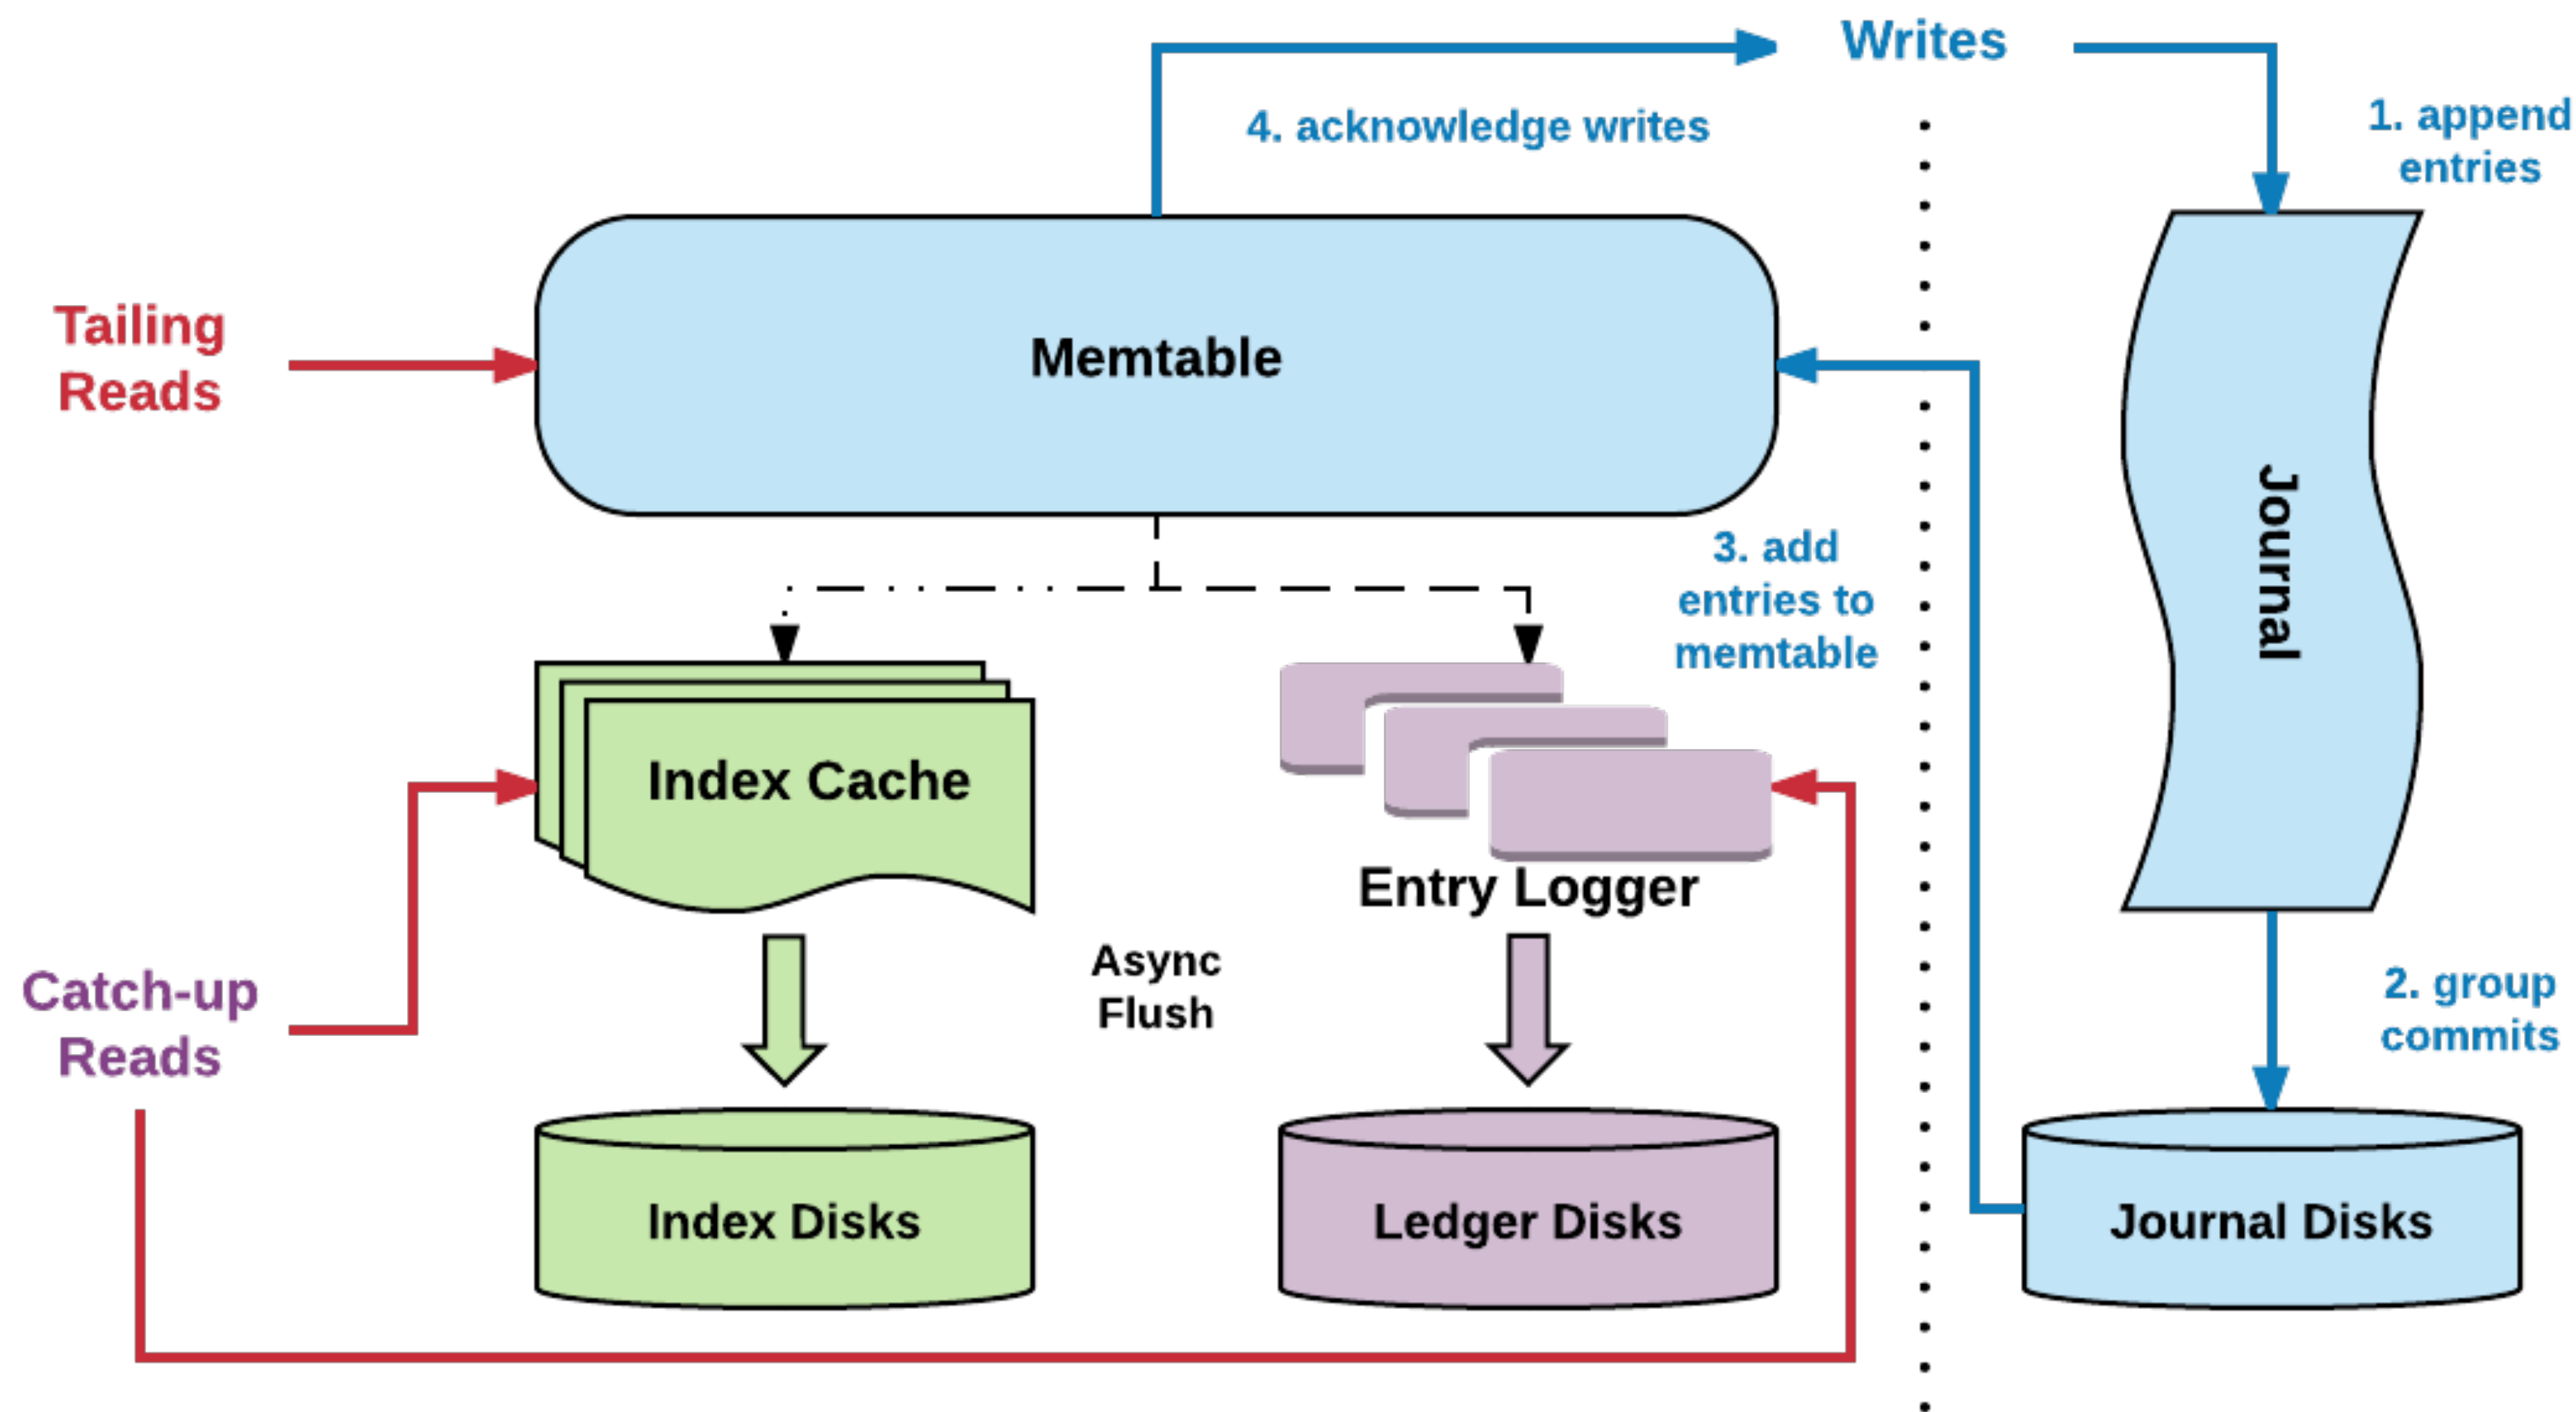 Writes
4. acknowledge writes
1. append
entries
Tailing
Reads
Memtable
Journal
3. add
entries to
memtable
Index Cache
Entry Logger
Async
Flush
Catch-up
Reads
2. group
commits
Index Disks
Ledger Disks
Journal Disks